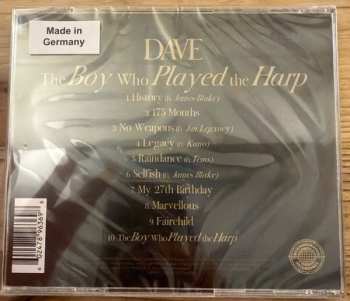 Made in
Germany
DAVE
The Boy Who Played the Harp
1 History (ft. James Blake)
2 175 Months
3 No Weapons (ft. Jim Legxacy)
4 Legacy (ft. Kano)
5 Raindance (ft. Tems)
6 Selfish (ft. James Blake)
7 My 27th Birthday
8 Marvellous
9 Fairchild
10 The Boy Who Played the Harp